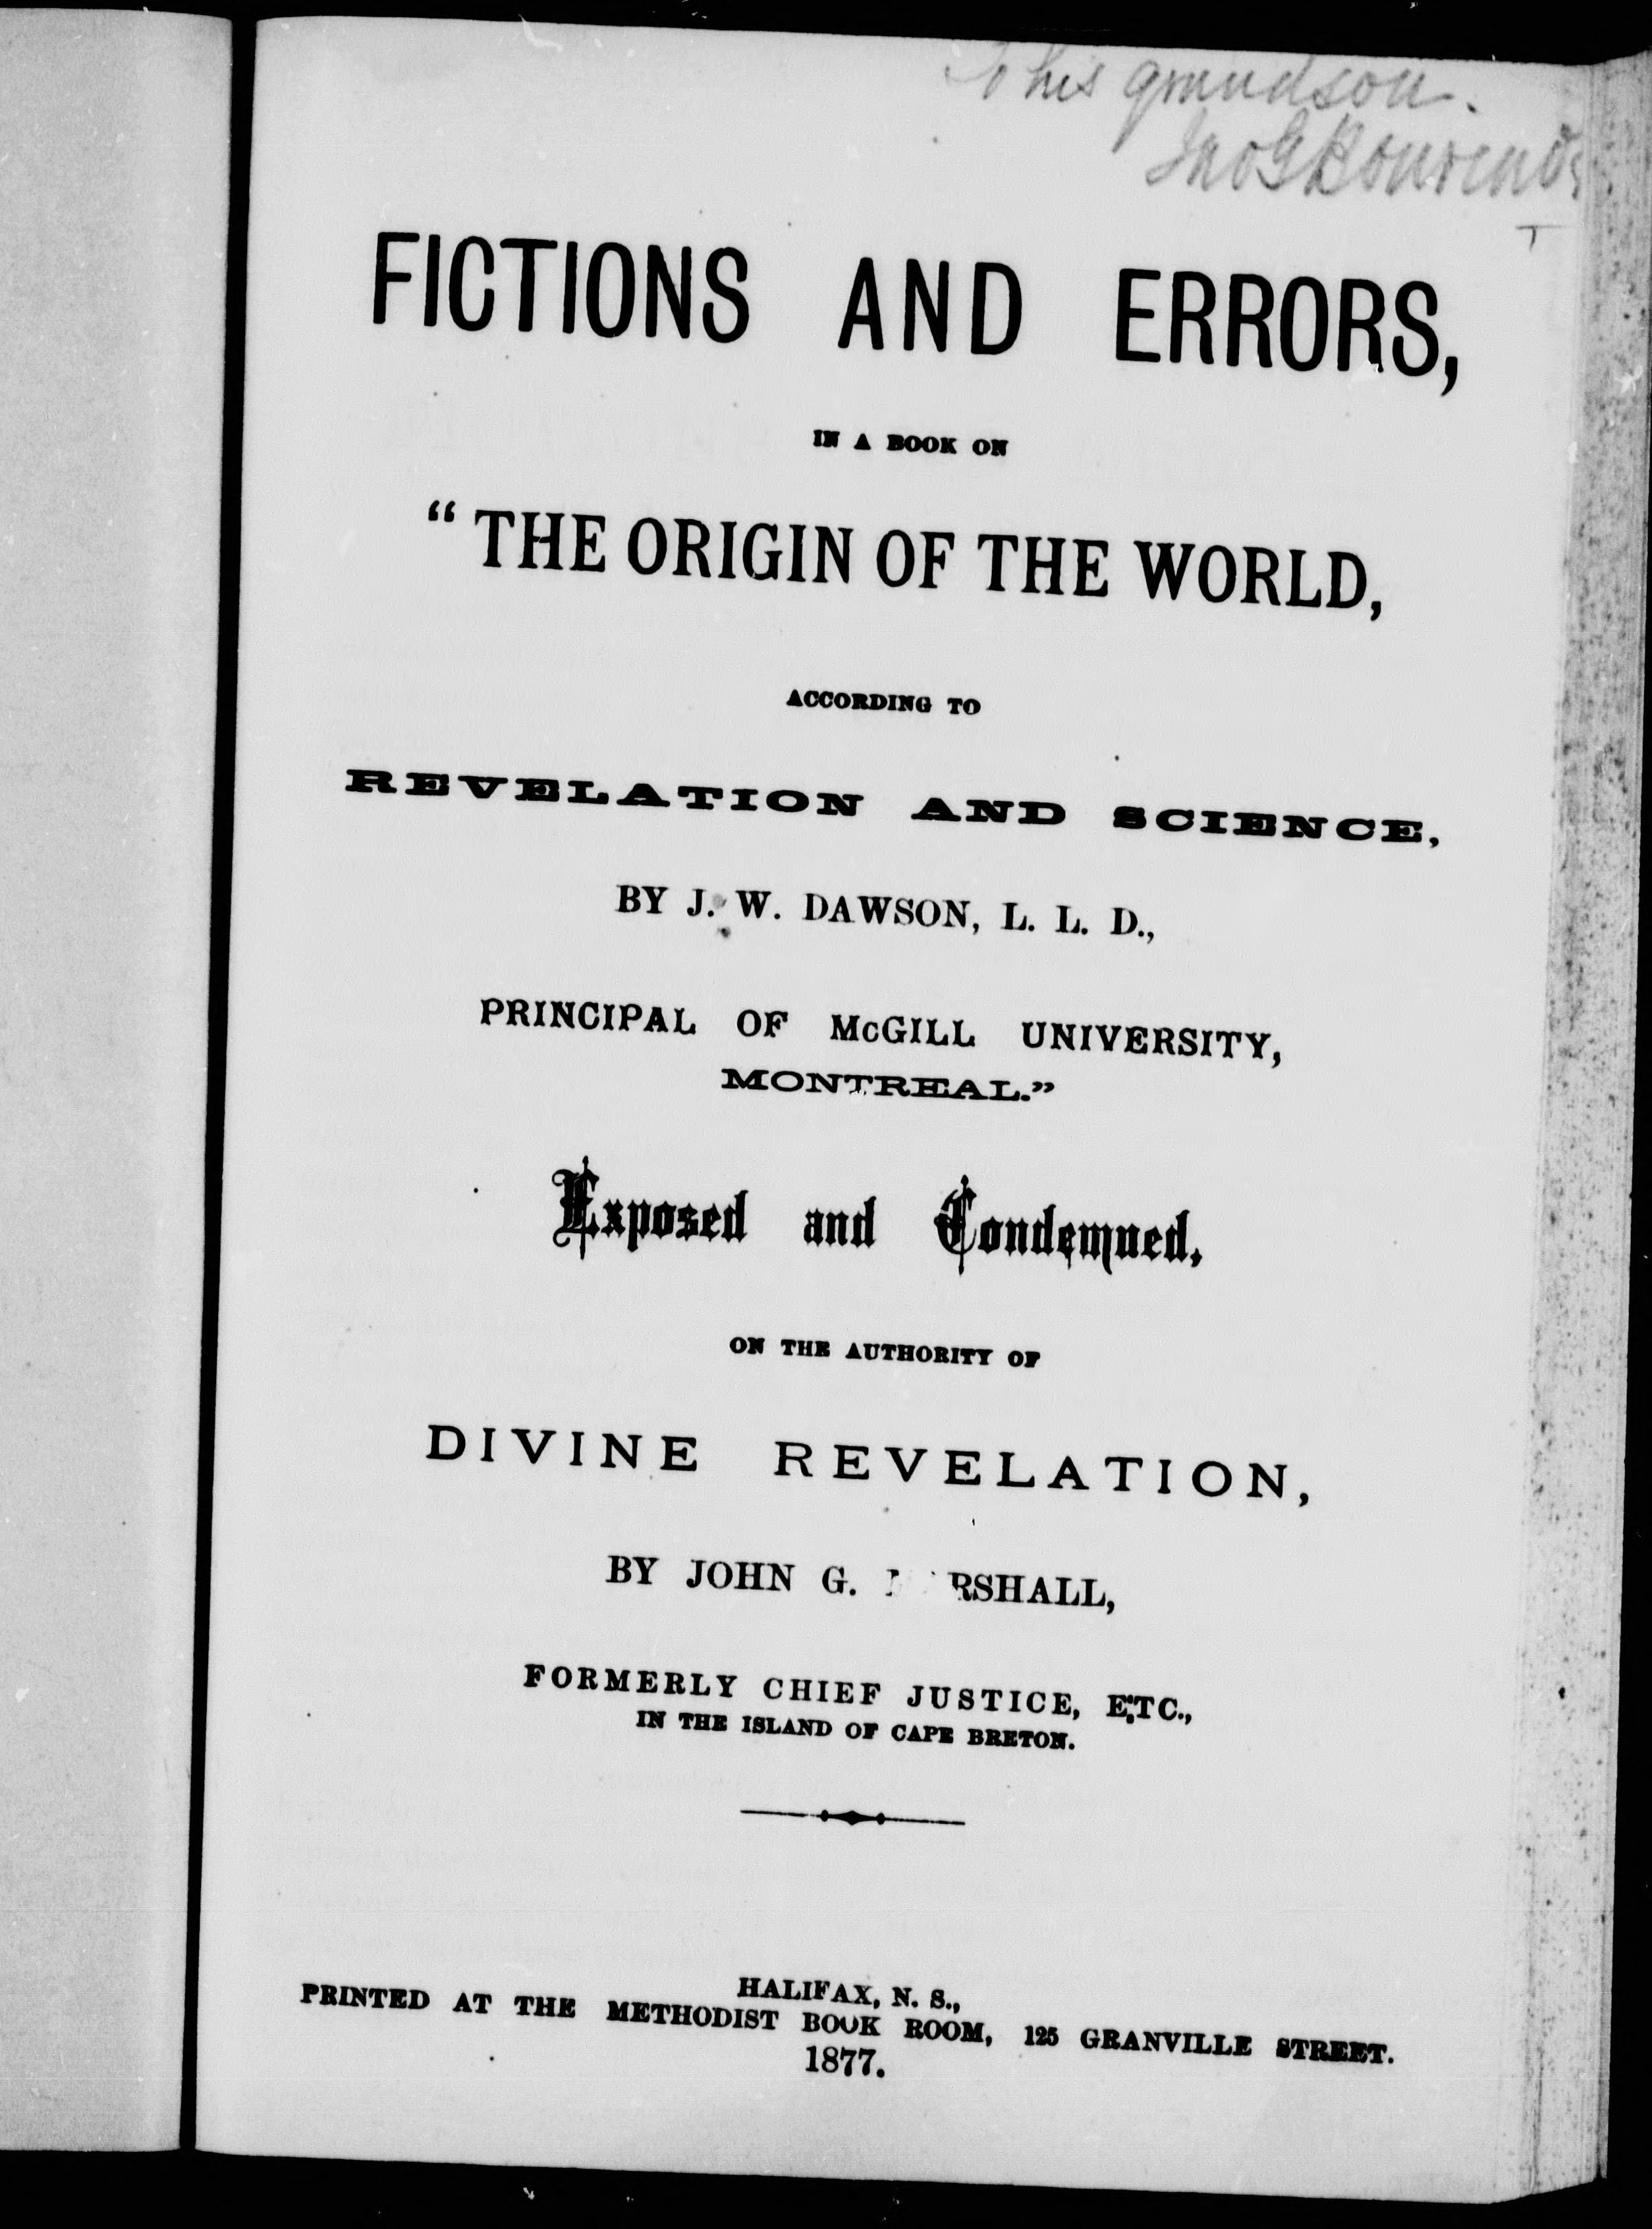 To his grandson.
Jno G Bourinot
FICTIONS AND ERRORS,
IN A BOOK ON
“ THE ORIGIN OF THE WORLD,
ACCORDING TO
REVELATION AND SCIENCE,
BY J. W. DAWSON, L. L. D.,
PRINCIPAL OF McGILL UNIVERSITY,
MONTREAL.”
Exposed and Condemned,
ON THE AUTHORITY OF
DIVINE REVELATION,
BY JOHN G. RSHALL,
FORMERLY CHIEF JUSTICE, ETC.,
IN THE ISLAND OF CAPE BRETON.
HALIFAX, N. S.,
PRINTED AT THE METHODIST BOOK ROOM, 125 GRANVILLE STREET.
1877.